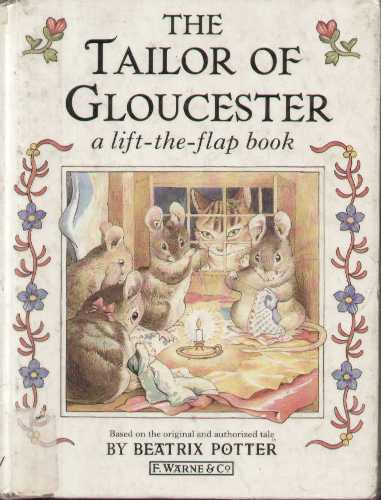 THE
TAILOR OF
GLOUCESTER
a lift-the-flap book
Based on the original and authorized tale
BY BEATRIX POTTER
F. WARNE & Co